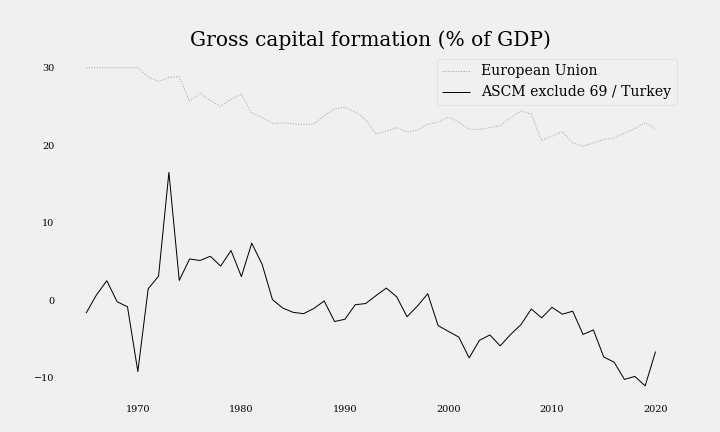 Gross capital formation (% of GDP)
European Union
ASCM exclude 69 / Turkey
30
20
10
0
−10
1970 1980 1990 2000 2010 2020